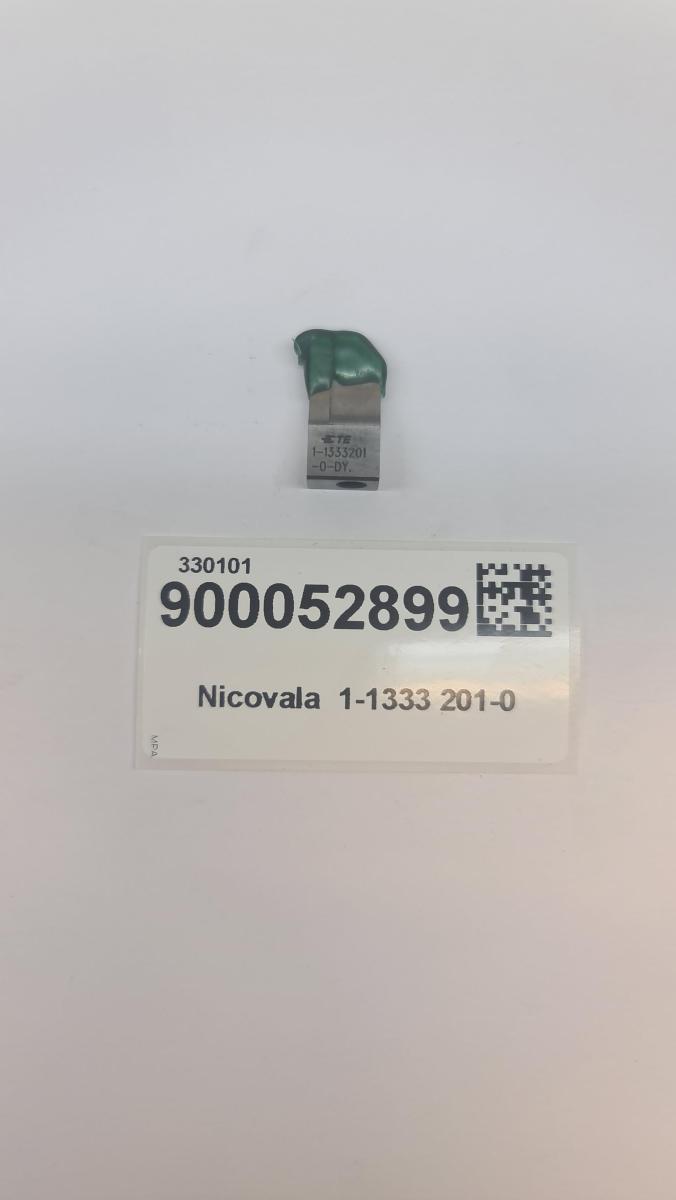 TE
1-1333201
-0-DY.
330101
900052899
Nicovala 1-1333 201-0
MPA